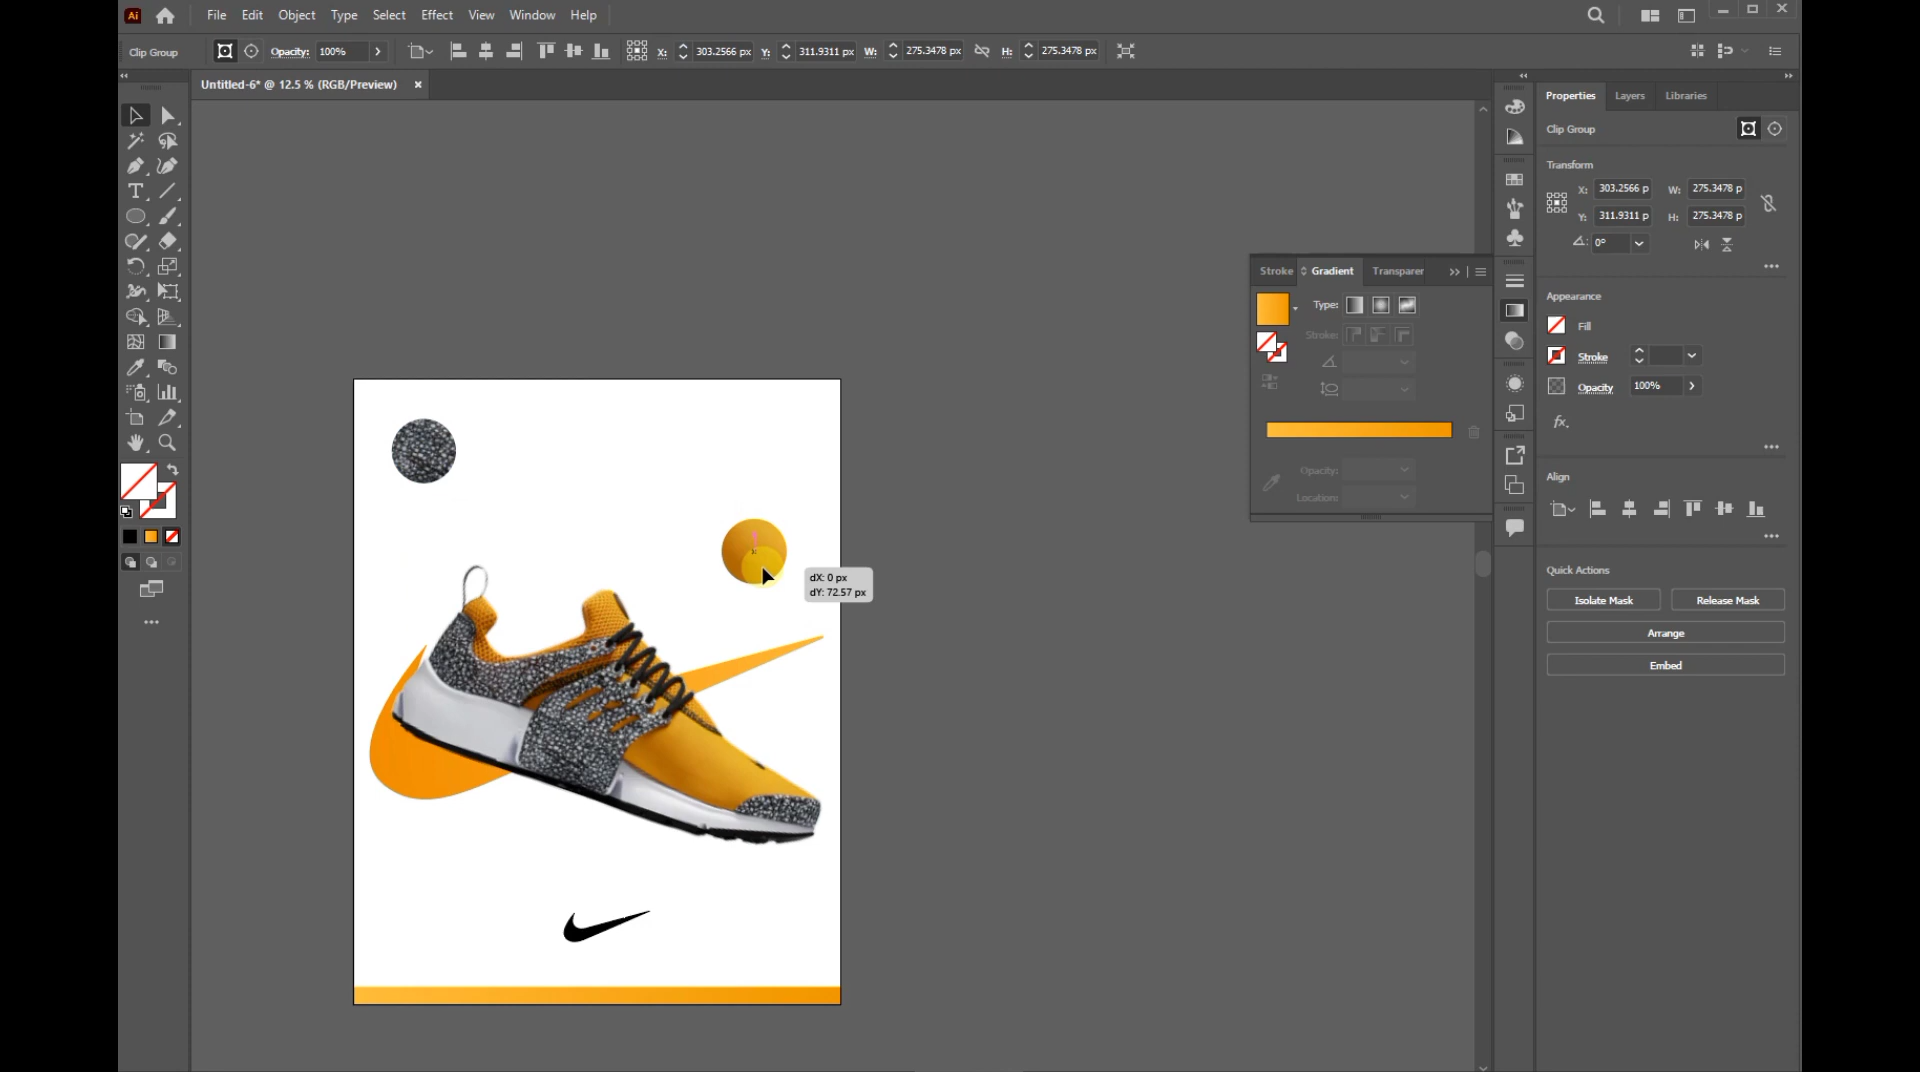 Ai File Edit Object Type Select Effect View Window Help
Clip Group Opacity: 100% X: 303.2566 px Y: 311.9311 px W: 275.3478 px H: 275.3478 px
Untitled-6* @ 12.5 % (RGB/Preview) ×
Properties Layers Libraries
Clip Group
Transform
X: 303.2566 p W: 275.3478 p
Y: 311.9311 p H: 275.3478 p
0°
Stroke Gradient Transparer
Type:
Stroke:
Opacity:
Location:
Appearance
Fill
Stroke
Opacity 100%
fx.
Align
Quick Actions
Isolate Mask Release Mask
Arrange
Embed
dX: 0 px
dY: 72.57 px